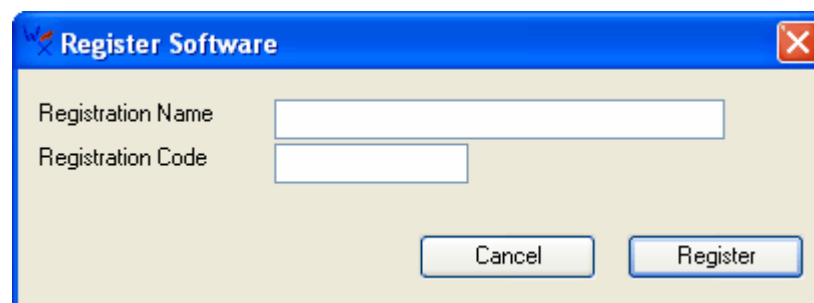 Register Software
Registration Name
Registration Code
Cancel Register